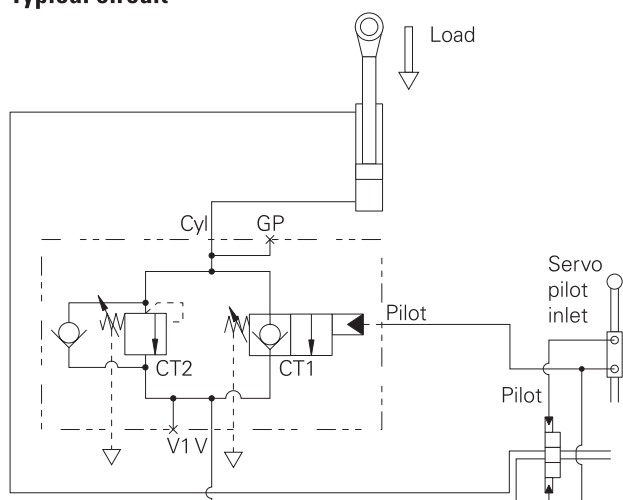 Typical circuit
Load
Cyl
GP
Servo
pilot
inlet
Pilot
CT2
CT1
Pilot
V1 V